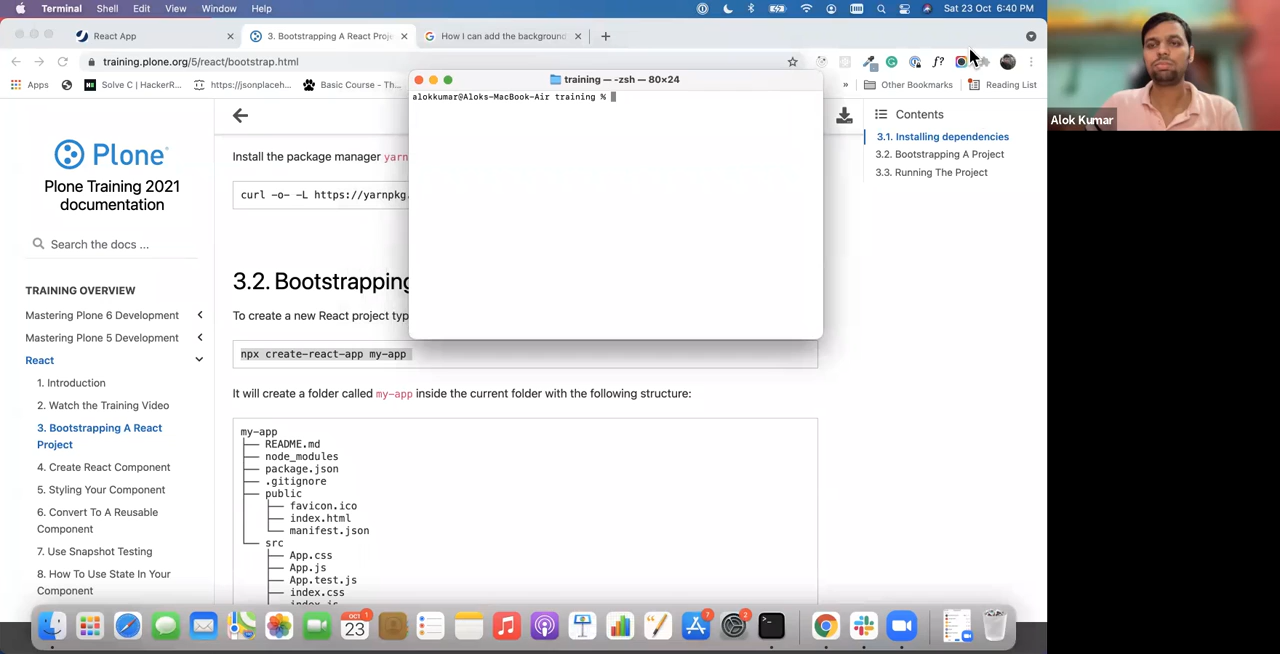 Terminal Shell Edit View Window Help Sat 23 Oct 6:40 PM
React App 3. Bootstrapping A React Proje How I can add the background
training.plone.org/5/react/bootstrap.html f?
Apps Solve C | HackerR... https://jsonplaceh... Basic Course - Th... » Other Bookmarks Reading List
training — -zsh — 80×24
alokkumar@Aloks-MacBook-Air training %
Plone
Plone Training 2021
documentation
Search the docs ...
TRAINING OVERVIEW
Mastering Plone 6 Development
Mastering Plone 5 Development
React
1. Introduction
2. Watch the Training Video
3. Bootstrapping A React
Project
4. Create React Component
5. Styling Your Component
6. Convert To A Reusable
Component
7. Use Snapshot Testing
8. How To Use State In Your
Component
Install the package manager yarn
curl -o- -L https://yarnpkg.
3.2. Bootstrapping
To create a new React project typ
npx create-react-app my-app
It will create a folder called my-app inside the current folder with the following structure:
my-app
README.md
node_modules
package.json
.gitignore
public
favicon.ico
index.html
manifest.json
src
App.css
App.js
App.test.js
index.css
Contents
3.1. Installing dependencies
3.2. Bootstrapping A Project
3.3. Running The Project
Alok Kumar
OCT 1
23
7
2